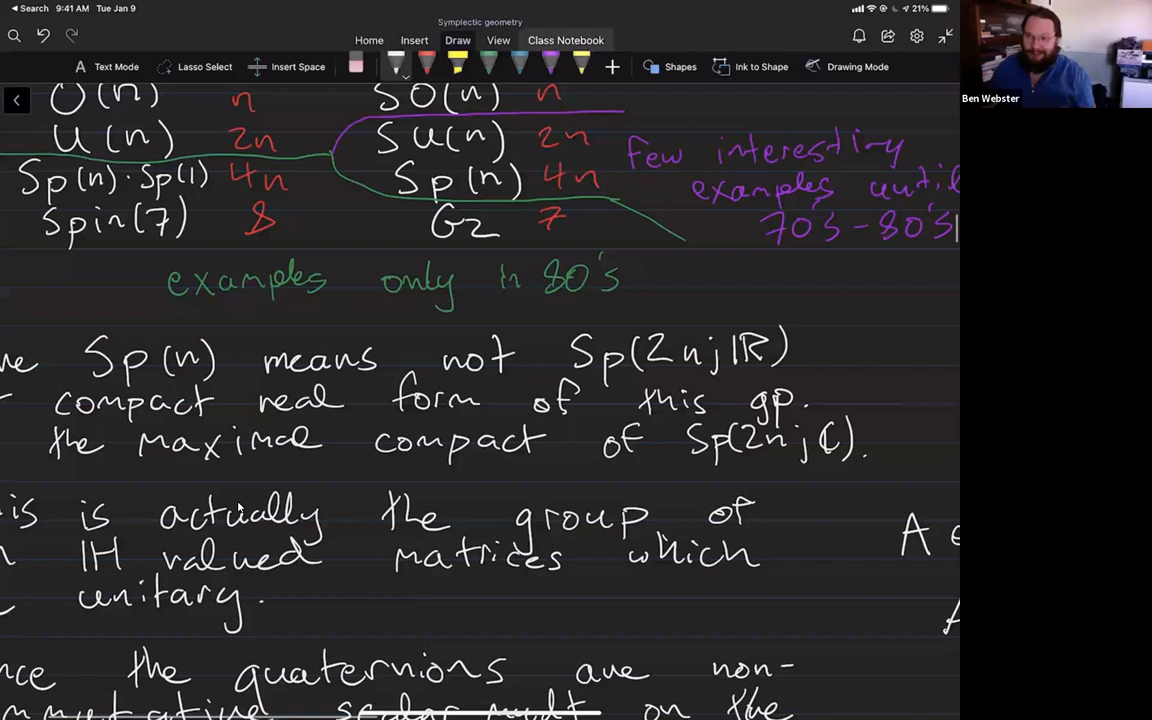 Search 9:41 AM Tue Jan 9
21%
Symplectic geometry
Home Insert Draw View Class Notebook
Text Mode Lasso Select Insert Space Shapes Ink to Shape Drawing Mode
Ben Webster
O(n) n SO(n) n
U(n) 2n SU(n) 2n
Sp(n)·Sp(1) 4n Sp(n) 4n
Spin(7) 8 G2 7
few interesting
examples until
70's-80's
examples only in 80's
Sp(n) means not Sp(2n; ℝ)
compact real form of this gp.
the maximal compact of Sp(2n; ℂ).
is actually the group of
ℍ valued matrices which
unitary.
A
the quaternions are non-
scalar mult on the